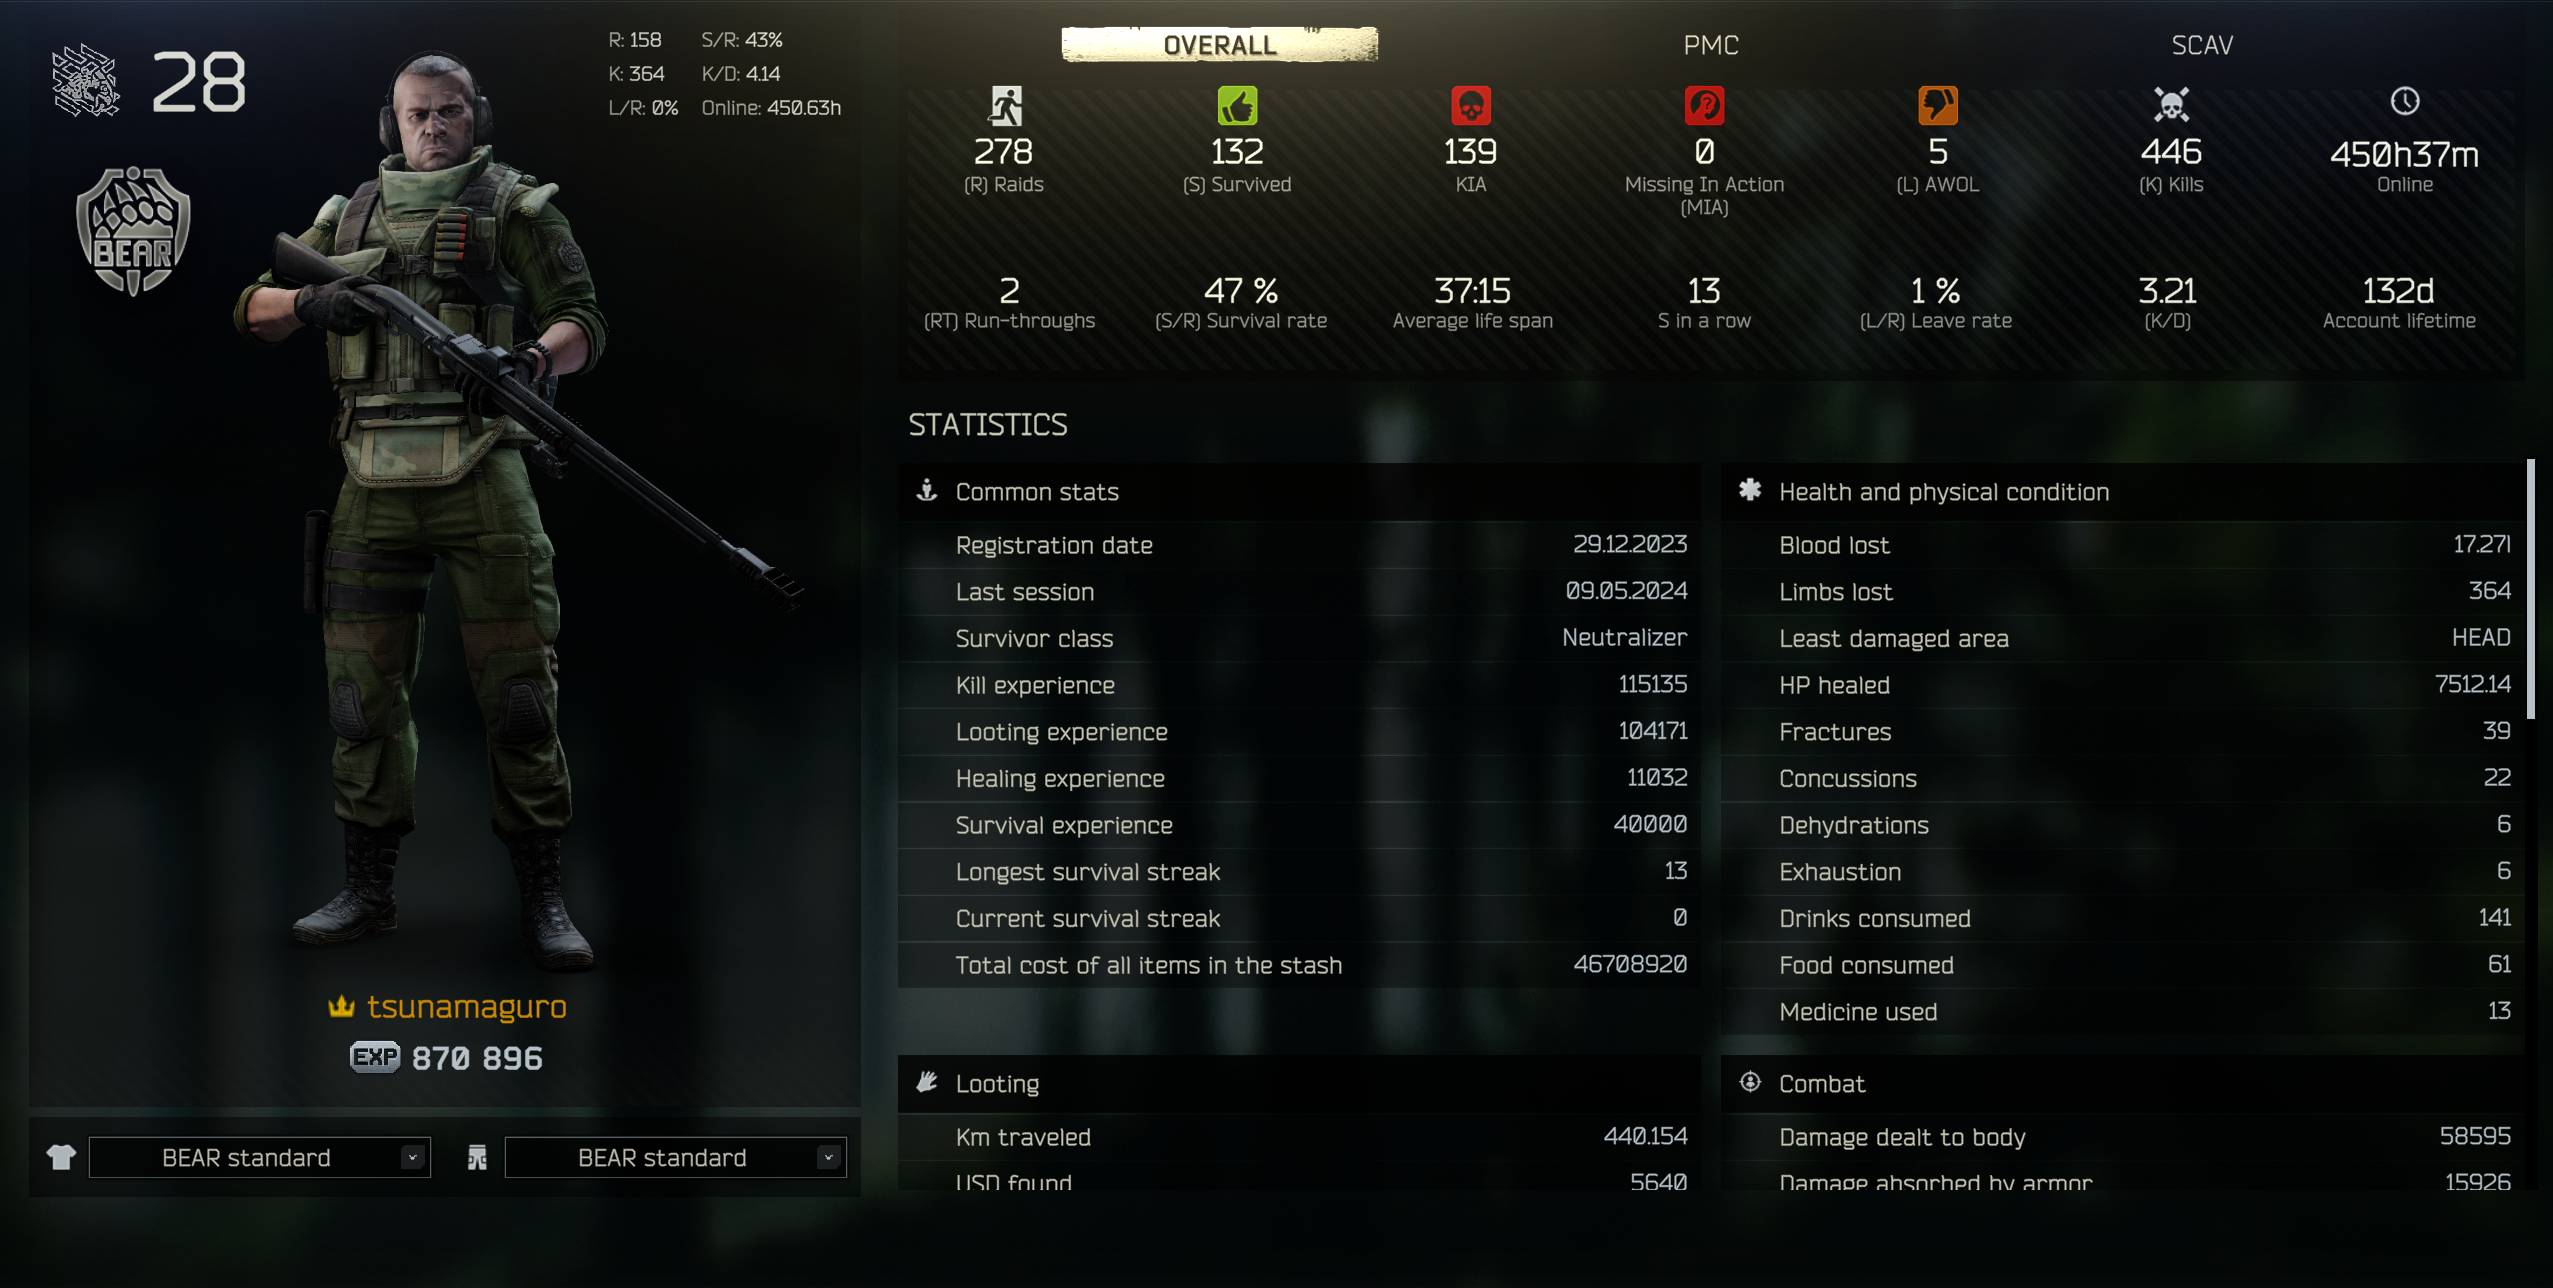 28
R: 158 S/R: 43%
K: 364 K/D: 4.14
L/R: 0% Online: 450.63h
BEAR
tsunamaguro
EXP 870 896
BEAR standard BEAR standard
OVERALL PMC SCAV
278 132 139 0 5 446 450h37m
(R) Raids (S) Survived KIA Missing In Action (L) AWOL (K) Kills Online
(MIA)
2 47 % 37:15 13 1 % 3.21 132d
(RT) Run-throughs (S/R) Survival rate Average life span S in a row (L/R) Leave rate (K/D) Account lifetime
STATISTICS
Common stats
Registration date 29.12.2023
Last session 09.05.2024
Survivor class Neutralizer
Kill experience 115135
Looting experience 104171
Healing experience 11032
Survival experience 40000
Longest survival streak 13
Current survival streak 0
Total cost of all items in the stash 46708920
Health and physical condition
Blood lost 17.27l
Limbs lost 364
Least damaged area HEAD
HP healed 7512.14
Fractures 39
Concussions 22
Dehydrations 6
Exhaustion 6
Drinks consumed 141
Food consumed 61
Medicine used 13
Looting
Km traveled 440.154
USD found 5640
Combat
Damage dealt to body 58595
Damage absorbed by armor 15926